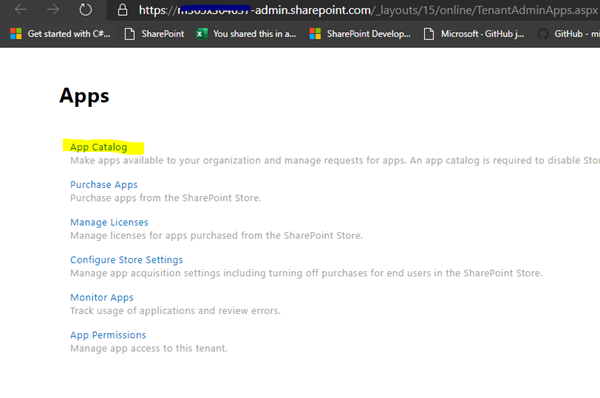 https:// -admin.sharepoint.com/_layouts/15/online/TenantAdminApps.aspx
Get started with C#... SharePoint You shared this in a... SharePoint Develop... Microsoft · GitHub j... GitHub - mi
Apps
App Catalog
Make apps available to your organization and manage requests for apps. An app catalog is required to disable Stor
Purchase Apps
Purchase apps from the SharePoint Store.
Manage Licenses
Manage licenses for apps purchased from the SharePoint Store.
Configure Store Settings
Manage app acquisition settings including turning off purchases for end users in the SharePoint Store.
Monitor Apps
Track usage of applications and review errors.
App Permissions
Manage app access to this tenant.